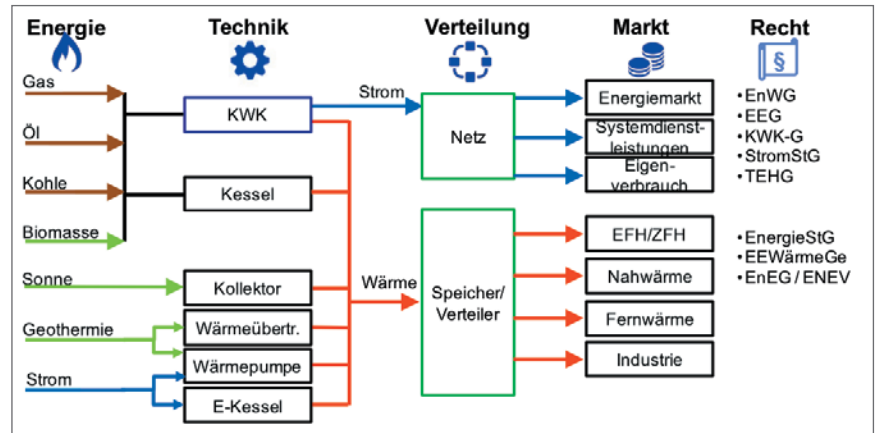 Energie
Technik
Verteilung
Markt
Recht
§
Gas
Öl
Kohle
Biomasse
Sonne
Geothermie
Strom
KWK
Kessel
Kollektor
Wärmeübertr.
Wärmepumpe
E-Kessel
Strom
Wärme
Netz
Speicher/
Verteiler
Energiemarkt
Systemdienst-
leistungen
Eigen-
verbrauch
EFH/ZFH
Nahwärme
Fernwärme
Industrie
•EnWG
•EEG
•KWK-G
•StromStG
•TEHG
•EnergieStG
•EEWärmeGe
•EnEG / ENEV